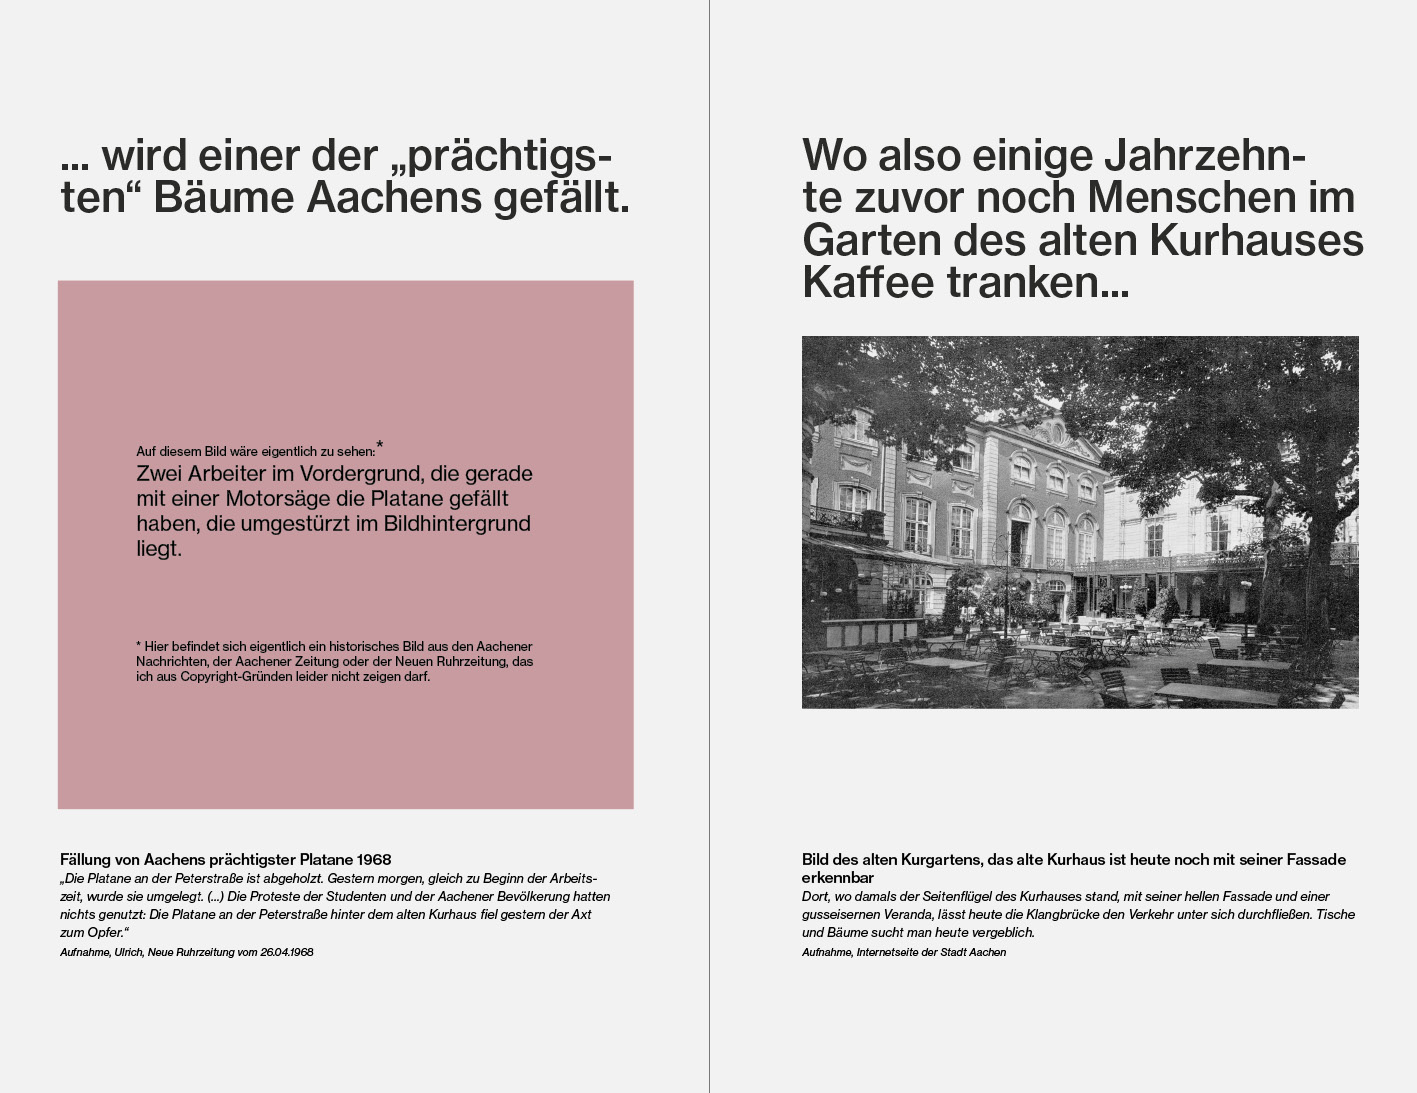 ... wird einer der „prächtigs-
ten“ Bäume Aachens gefällt.
Auf diesem Bild wäre eigentlich zu sehen:*
Zwei Arbeiter im Vordergrund, die gerade
mit einer Motorsäge die Platane gefällt
haben, die umgestürzt im Bildhintergrund
liegt.
* Hier befindet sich eigentlich ein historisches Bild aus den Aachener
Nachrichten, der Aachener Zeitung oder der Neuen Ruhrzeitung, das
ich aus Copyright-Gründen leider nicht zeigen darf.
Fällung von Aachens prächtigster Platane 1968
„Die Platane an der Peterstraße ist abgeholzt. Gestern morgen, gleich zu Beginn der Arbeits-
zeit, wurde sie umgelegt. (...) Die Proteste der Studenten und der Aachener Bevölkerung hatten
nichts genutzt: Die Platane an der Peterstraße hinter dem alten Kurhaus fiel gestern der Axt
zum Opfer.“
Aufnahme, Ulrich, Neue Ruhrzeitung vom 26.04.1968
Wo also einige Jahrzehn-
te zuvor noch Menschen im
Garten des alten Kurhauses
Kaffee tranken...
Bild des alten Kurgartens, das alte Kurhaus ist heute noch mit seiner Fassade
erkennbar
Dort, wo damals der Seitenflügel des Kurhauses stand, mit seiner hellen Fassade und einer
gusseisernen Veranda, lässt heute die Klangbrücke den Verkehr unter sich durchfließen. Tische
und Bäume sucht man heute vergeblich.
Aufnahme, Internetseite der Stadt Aachen